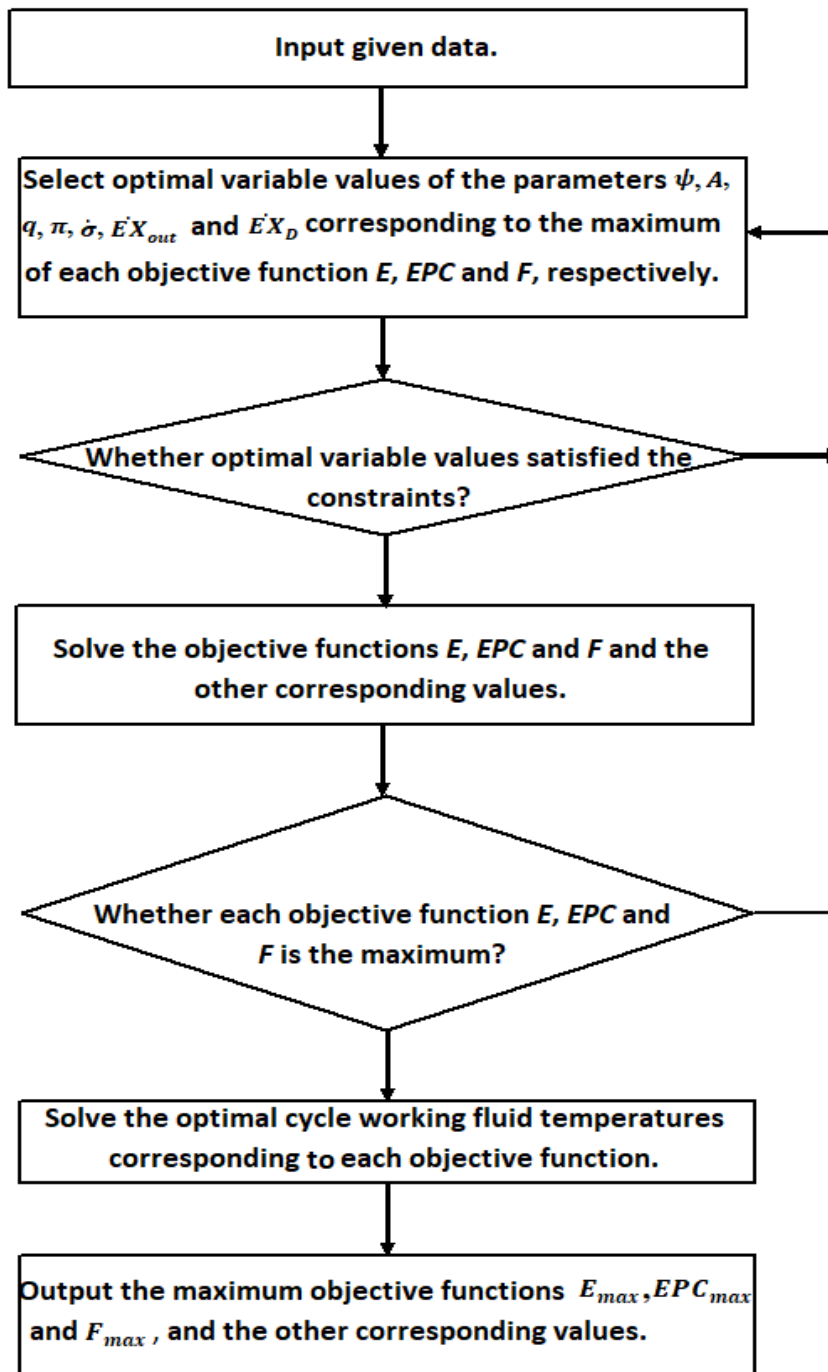 Input given data.
Select optimal variable values of the parameters ψ, A,
q, π, σ̇, ĖX_out and ĖX_D corresponding to the maximum
of each objective function E, EPC and F, respectively.
Whether optimal variable values satisfied the
constraints?
Solve the objective functions E, EPC and F and the
other corresponding values.
Whether each objective function E, EPC and
F is the maximum?
Solve the optimal cycle working fluid temperatures
corresponding to each objective function.
Output the maximum objective functions E_max, EPC_max
and F_max, and the other corresponding values.